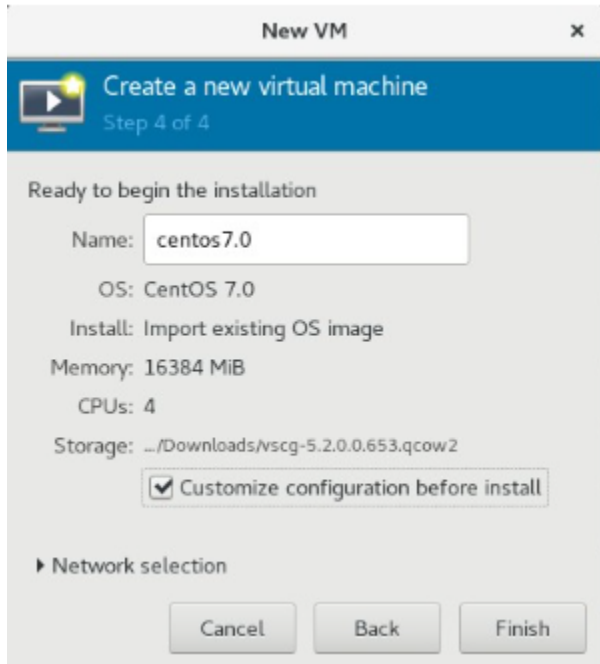 New VM
Create a new virtual machine
Step 4 of 4
Ready to begin the installation
Name: centos7.0
OS: CentOS 7.0
Install: Import existing OS image
Memory: 16384 MiB
CPUs: 4
Storage: .../Downloads/vscg-5.2.0.0.653.qcow2
Customize configuration before install
Network selection
Cancel Back Finish